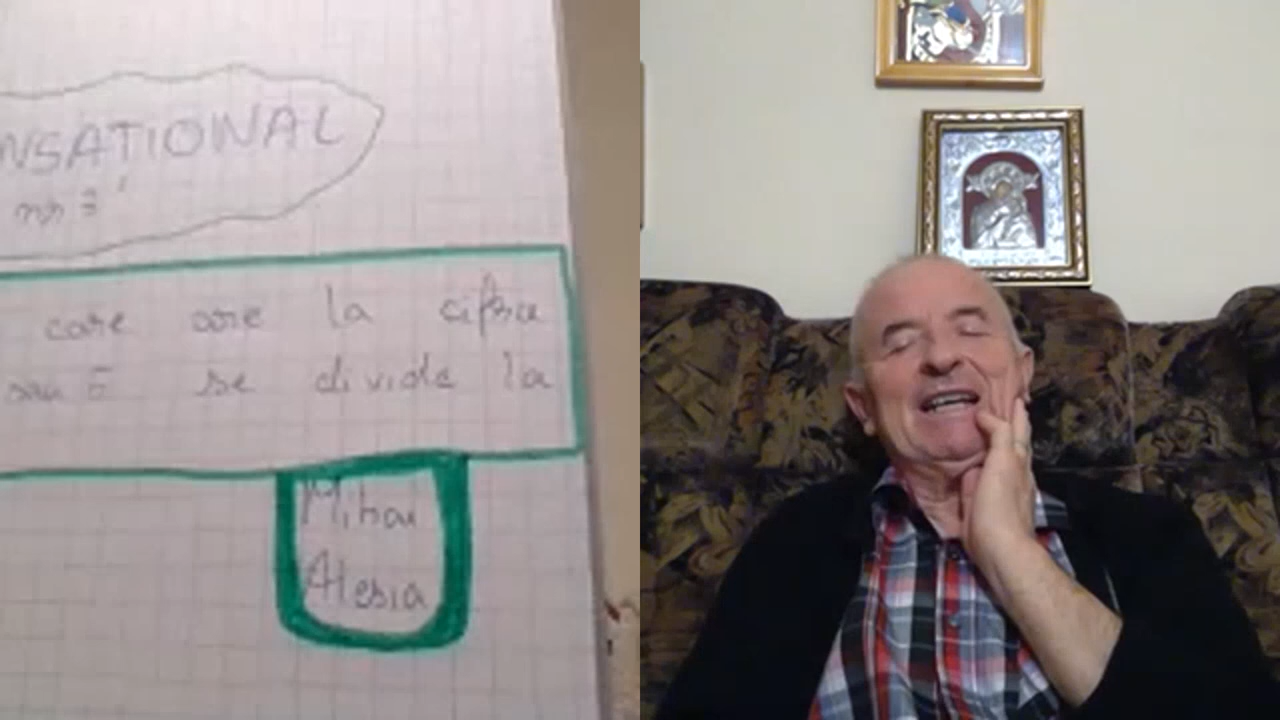 NSAȚIONAL
care are la cifra
sau 5 se divide la
Mihai
Alesia